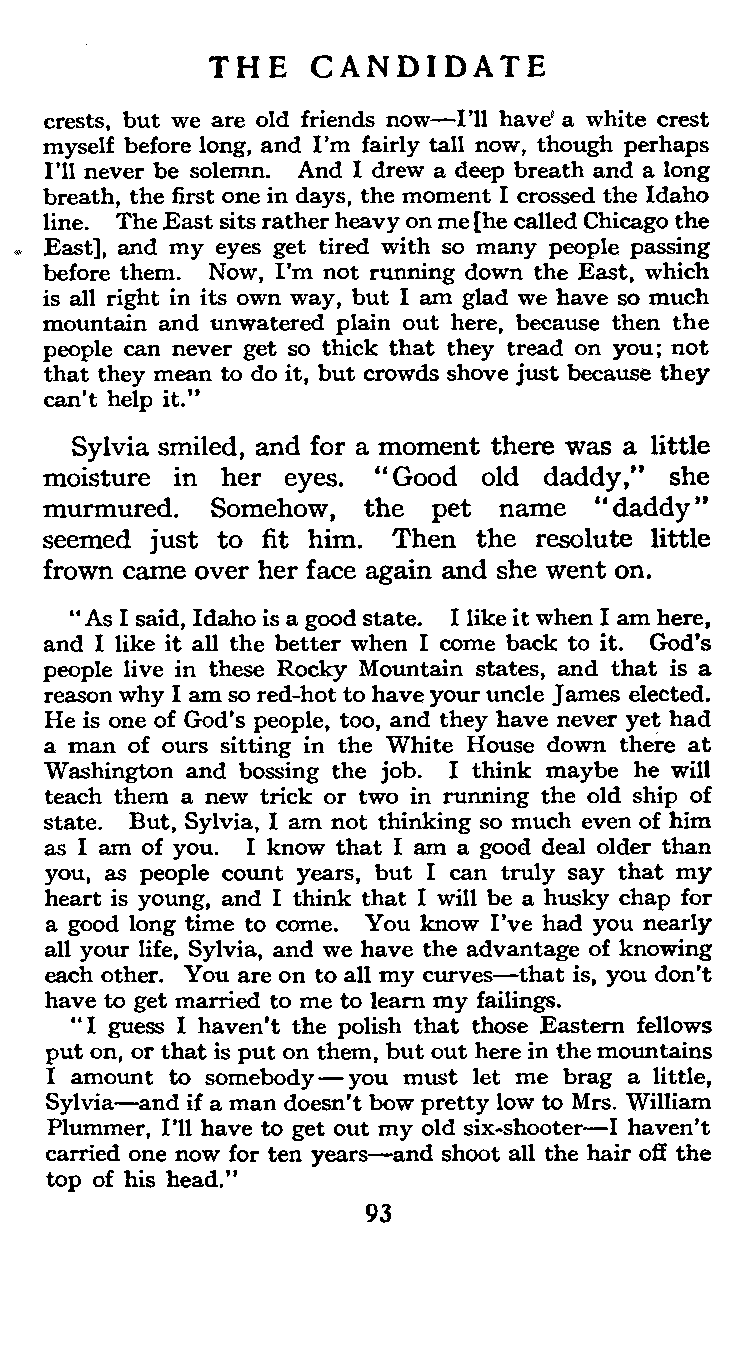 THE CANDIDATE
crests, but we are old friends now—I'll have a white crest
myself before long, and I'm fairly tall now, though perhaps
I'll never be solemn. And I drew a deep breath and a long
breath, the first one in days, the moment I crossed the Idaho
line. The East sits rather heavy on me [he called Chicago the
East], and my eyes get tired with so many people passing
before them. Now, I'm not running down the East, which
is all right in its own way, but I am glad we have so much
mountain and unwatered plain out here, because then the
people can never get so thick that they tread on you; not
that they mean to do it, but crowds shove just because they
can't help it."
Sylvia smiled, and for a moment there was a little
moisture in her eyes. "Good old daddy," she
murmured. Somehow, the pet name "daddy"
seemed just to fit him. Then the resolute little
frown came over her face again and she went on.
"As I said, Idaho is a good state. I like it when I am here,
and I like it all the better when I come back to it. God's
people live in these Rocky Mountain states, and that is a
reason why I am so red-hot to have your uncle James elected.
He is one of God's people, too, and they have never yet had
a man of ours sitting in the White House down there at
Washington and bossing the job. I think maybe he will
teach them a new trick or two in running the old ship of
state. But, Sylvia, I am not thinking so much even of him
as I am of you. I know that I am a good deal older than
you, as people count years, but I can truly say that my
heart is young, and I think that I will be a husky chap for
a good long time to come. You know I've had you nearly
all your life, Sylvia, and we have the advantage of knowing
each other. You are on to all my curves—that is, you don't
have to get married to me to learn my failings.
"I guess I haven't the polish that those Eastern fellows
put on, or that is put on them, but out here in the mountains
I amount to somebody—you must let me brag a little,
Sylvia—and if a man doesn't bow pretty low to Mrs. William
Plummer, I'll have to get out my old six-shooter—I haven't
carried one now for ten years—and shoot all the hair off the
top of his head."
93